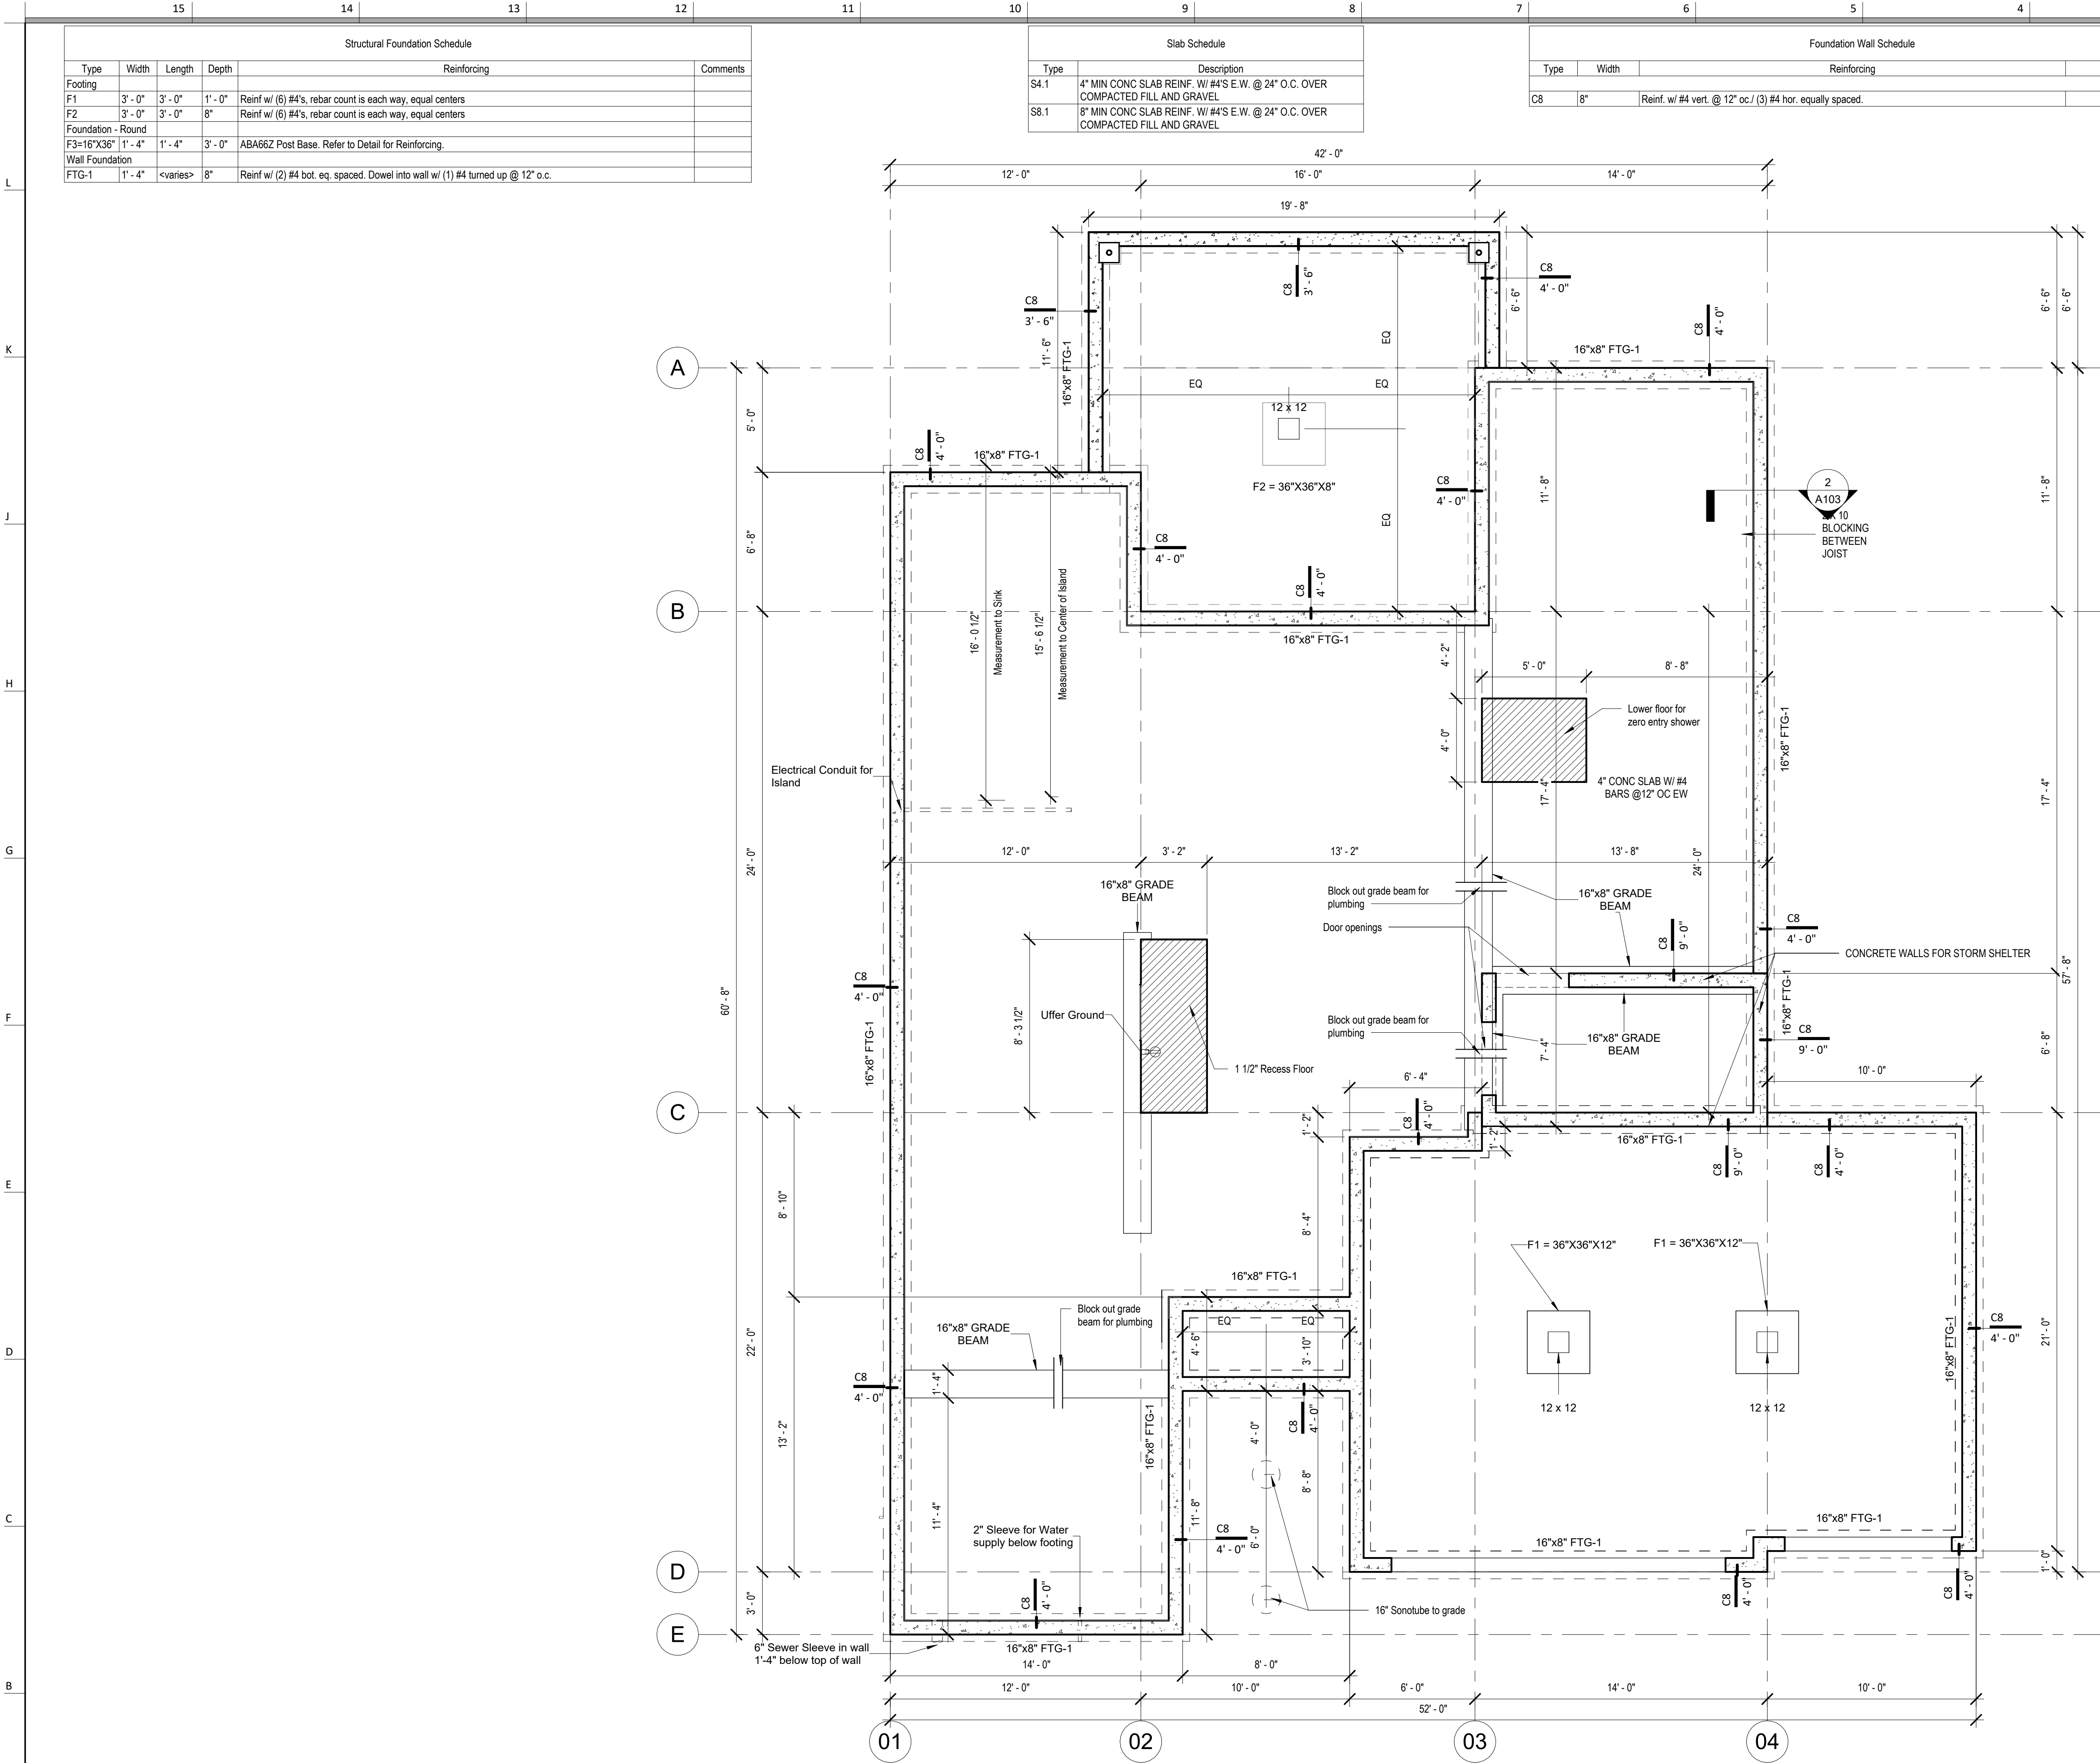 15 14 13 12 11 10 9 8 7 6 5 4
Structural Foundation Schedule
Type Width Length Depth Reinforcing Comments
Footing
F1 3' - 0" 3' - 0" 1' - 0" Reinf w/ (6) #4's, rebar count is each way, equal centers
F2 3' - 0" 3' - 0" 8" Reinf w/ (6) #4's, rebar count is each way, equal centers
Foundation - Round
F3=16"X36" 1' - 4" 1' - 4" 3' - 0" ABA66Z Post Base. Refer to Detail for Reinforcing.
Wall Foundation
FTG-1 1' - 4" <varies> 8" Reinf w/ (2) #4 bot. eq. spaced. Dowel into wall w/ (1) #4 turned up @ 12" o.c.
Slab Schedule
Type Description
S4.1 4" MIN CONC SLAB REINF. W/ #4'S E.W. @ 24" O.C. OVER
COMPACTED FILL AND GRAVEL
S8.1 8" MIN CONC SLAB REINF. W/ #4'S E.W. @ 24" O.C. OVER
COMPACTED FILL AND GRAVEL
Foundation Wall Schedule
Type Width Reinforcing
C8 8" Reinf. w/ #4 vert. @ 12" oc./ (3) #4 hor. equally spaced.
L
K
J
H
G
F
E
D
C
B
42' - 0"
12' - 0" 16' - 0" 14' - 0"
19' - 8"
C8
3' - 6"
C8
4' - 0"
C8
3' - 6"
6' - 6"
6' - 6"
6' - 6"
C8
4' - 0"
16"x8" FTG-1
11' - 6"
16"x8" FTG-1
EQ
EQ
EQ
EQ
A
5' - 0"
12 x 12
F2 = 36"X36"X8"
C8
4' - 0"
16"x8" FTG-1
C8
4' - 0"
11' - 8"
11' - 8"
2
A103
2 X 10
BLOCKING
BETWEEN
JOIST
6' - 8"
C8
4' - 0"
C8
4' - 0"
B
16"x8" FTG-1
16' - 0 1/2"
Measurement to Sink
15' - 6 1/2"
Measurement to Center of Island
4' - 2"
5' - 0" 8' - 8"
Lower floor for
zero entry shower
4' - 0"
16"x8" FTG-1
Electrical Conduit for
Island
4" CONC SLAB W/ #4
BARS @12" OC EW
17' - 4"
17' - 4"
24' - 0"
24' - 0"
12' - 0" 3' - 2" 13' - 2" 13' - 8"
16"x8" GRADE
BEAM
Block out grade beam for
plumbing
16"x8" GRADE
BEAM
Door openings
C8
9' - 0"
C8
4' - 0"
CONCRETE WALLS FOR STORM SHELTER
57' - 8"
C8
4' - 0"
60' - 8"
8' - 3 1/2"
Uffer Ground
Block out grade beam for
plumbing
16"x8" GRADE
BEAM
7' - 4"
16"x8" FTG-1
C8
9' - 0"
6' - 8"
16"x8" FTG-1
1 1/2" Recess Floor
6' - 4"
10' - 0"
C
C8
4' - 0"
1' - 2"
1' - 2"
16"x8" FTG-1
C8
9' - 0"
C8
4' - 0"
8' - 10"
8' - 4"
F1 = 36"X36"X12" F1 = 36"X36"X12"
16"x8" FTG-1
Block out grade
beam for plumbing
16"x8" GRADE
BEAM
EQ EQ
4' - 6"
3' - 10"
C8
4' - 0"
22' - 0"
21' - 0"
16"x8" FTG-1
C8
4' - 0"
1' - 4"
12 x 12 12 x 12
C8
4' - 0"
13' - 2"
16"x8" FTG-1
4' - 0"
8' - 8"
11' - 4"
2" Sleeve for Water
supply below footing
11' - 8"
C8
4' - 0"
6' - 0"
16"x8" FTG-1
16"x8" FTG-1
D
1' - 0"
3' - 0"
C8
4' - 0"
C8
4' - 0"
C8
4' - 0"
16" Sonotube to grade
E
6" Sewer Sleeve in wall
1'-4" below top of wall
16"x8" FTG-1
14' - 0" 8' - 0"
12' - 0" 10' - 0" 6' - 0" 14' - 0" 10' - 0"
52' - 0"
01 02 03 04